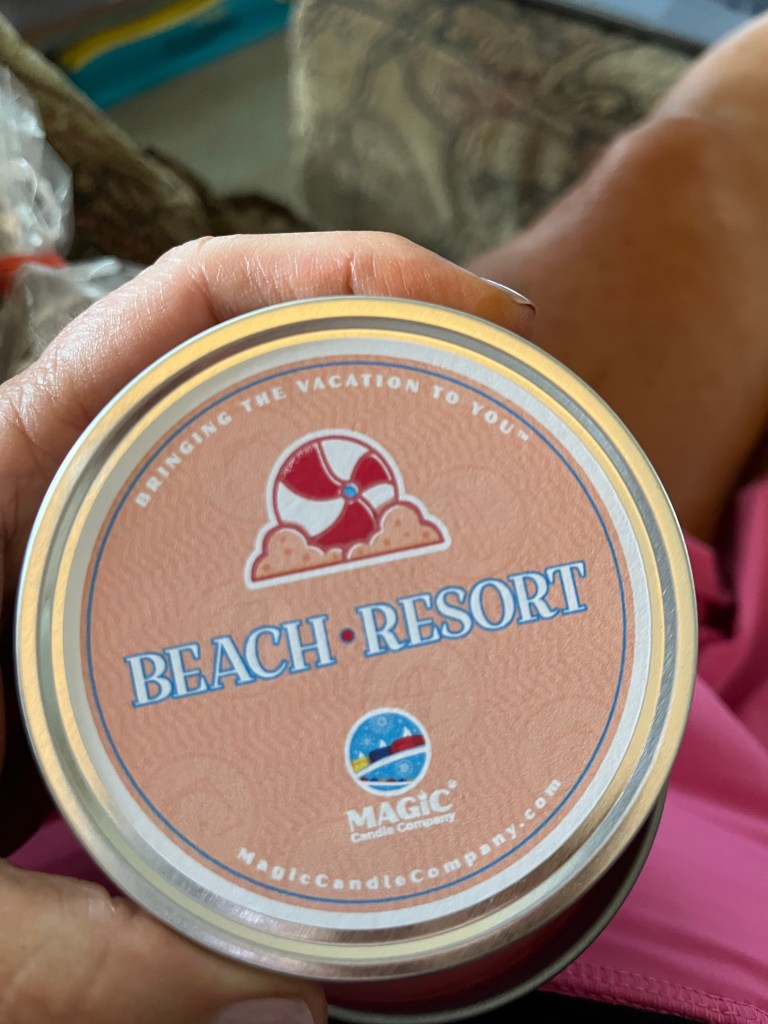 BRINGING THE VACATION TO YOU™
BEACH • RESORT
MAGIC®
Candle Company
MagicCandleCompany.com